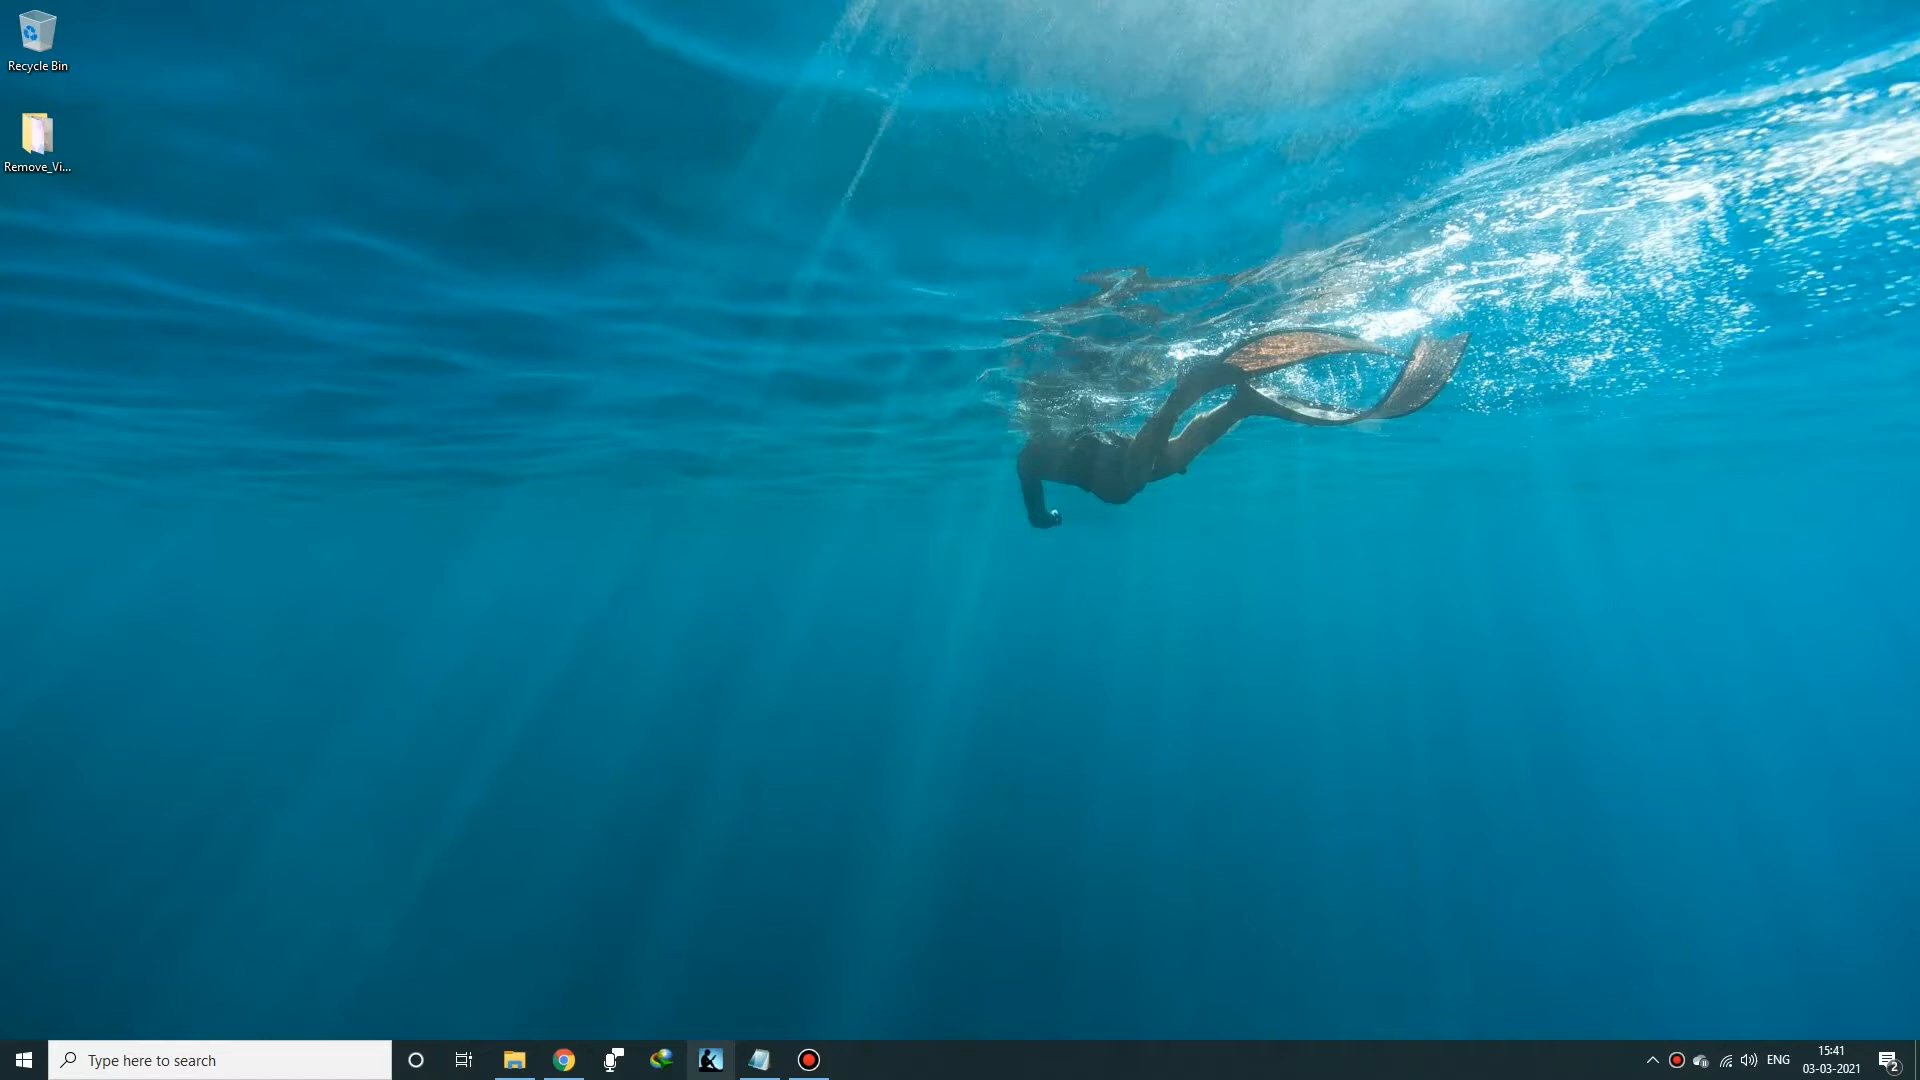 Recycle Bin
Remove_Vi...
Type here to search
ENG
15:41
03-03-2021
2